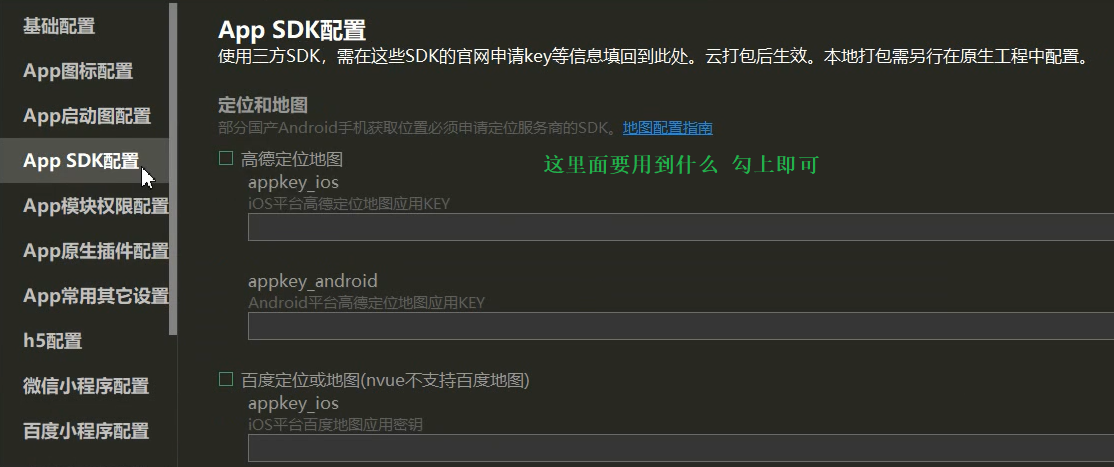 基础配置
App图标配置
App启动图配置
App SDK配置
App模块权限配置
App原生插件配置
App常用其它设置
h5配置
微信小程序配置
百度小程序配置
App SDK配置
使用三方SDK，需在这些SDK的官网申请key等信息填回到此处。云打包后生效。本地打包需另行在原生工程中配置。
定位和地图
部分国产Android手机获取位置必须申请定位服务商的SDK。地图配置指南
高德定位地图
这里面要用到什么 勾上即可
appkey_ios
iOS平台高德定位地图应用KEY
appkey_android
Android平台高德定位地图应用KEY
百度定位或地图(nvue不支持百度地图)
appkey_ios
iOS平台百度地图应用密钥